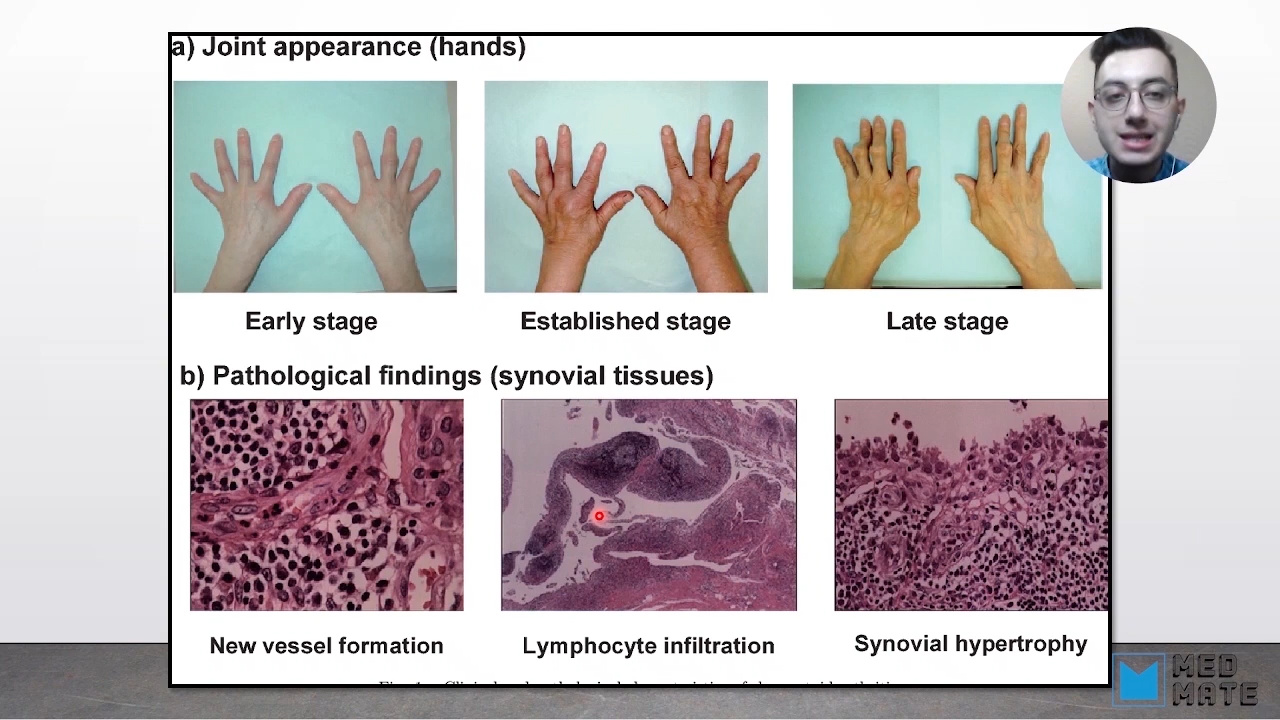 a) Joint appearance (hands)
Early stage Established stage Late stage
b) Pathological findings (synovial tissues)
New vessel formation Lymphocyte infiltration Synovial hypertrophy
MED
MATE